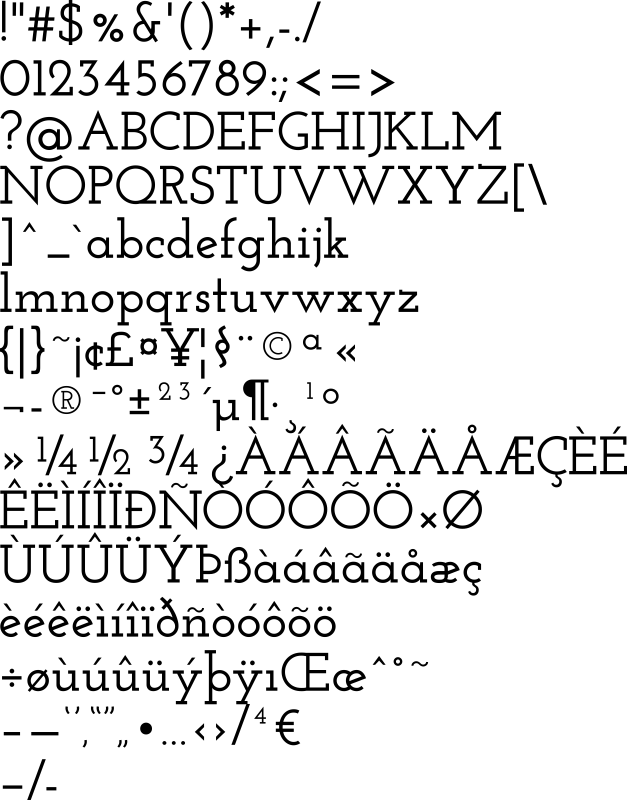 !"#$%&'()*+,-./
0123456789:;<=>
?@ABCDEFGHIJKLM
NOPQRSTUVWXYZ[\
]^_`abcdefghijk
lmnopqrstuvwxyz
{|}~¡¢£¤¥¦§¨©ª«
¬-®¯°±²³´µ¶·¸¹º
»¼½¾¿ÀÁÂÃÄÅÆÇÈÉ
ÊËÌÍÎÏÐÑÒÓÔÕÖ×Ø
ÙÚÛÜÝÞßàáâãäåæç
èéêëìíîïðñòóôõö
÷øùúûüýþÿıŒœˆ˚˜
–—‘’‚“”„•…‹›⁄⁴€
−∕-